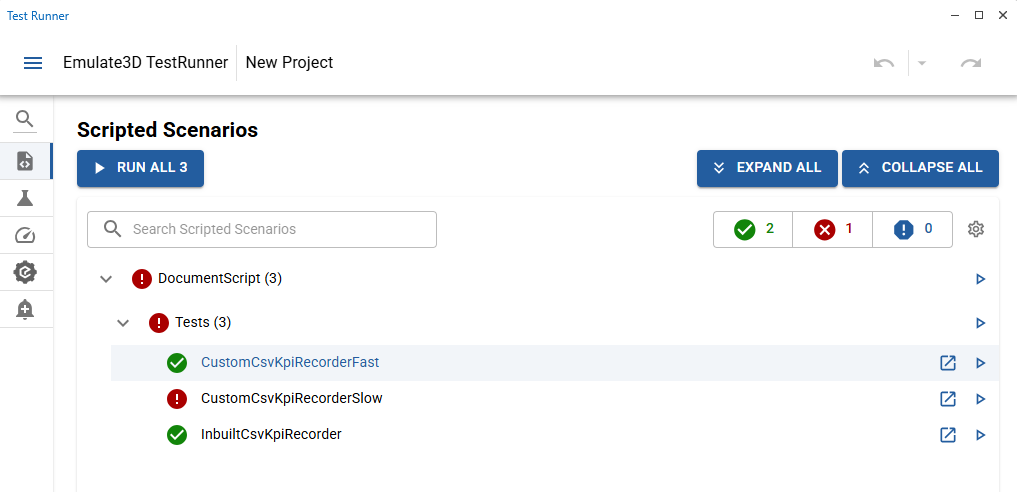 Test Runner
Emulate3D TestRunner New Project
Scripted Scenarios
RUN ALL 3 EXPAND ALL COLLAPSE ALL
Search Scripted Scenarios 2 1 0
DocumentScript (3)
Tests (3)
CustomCsvKpiRecorderFast
CustomCsvKpiRecorderSlow
InbuiltCsvKpiRecorder